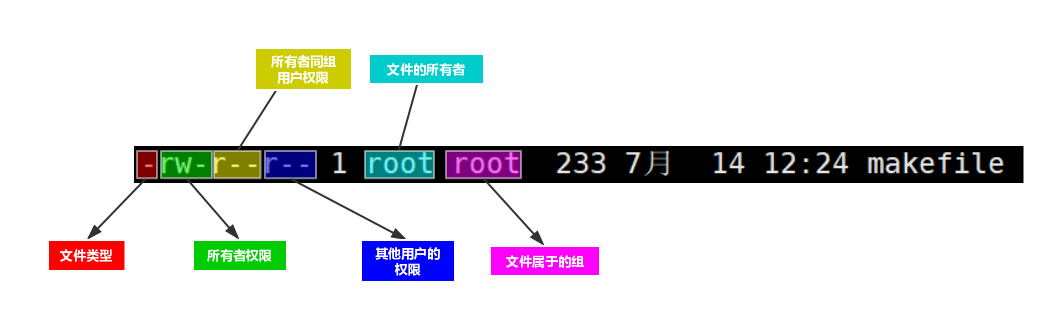 所有者同组
用户权限
文件的所有者
-rw-r--r-- 1 root root 233 7月 14 12:24 makefile
文件类型
所有者权限
其他用户的
权限
文件属于的组